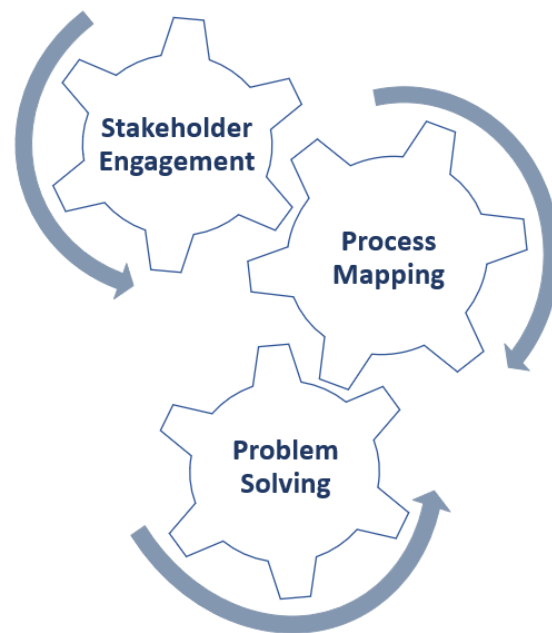 Stakeholder
Engagement
Process
Mapping
Problem
Solving